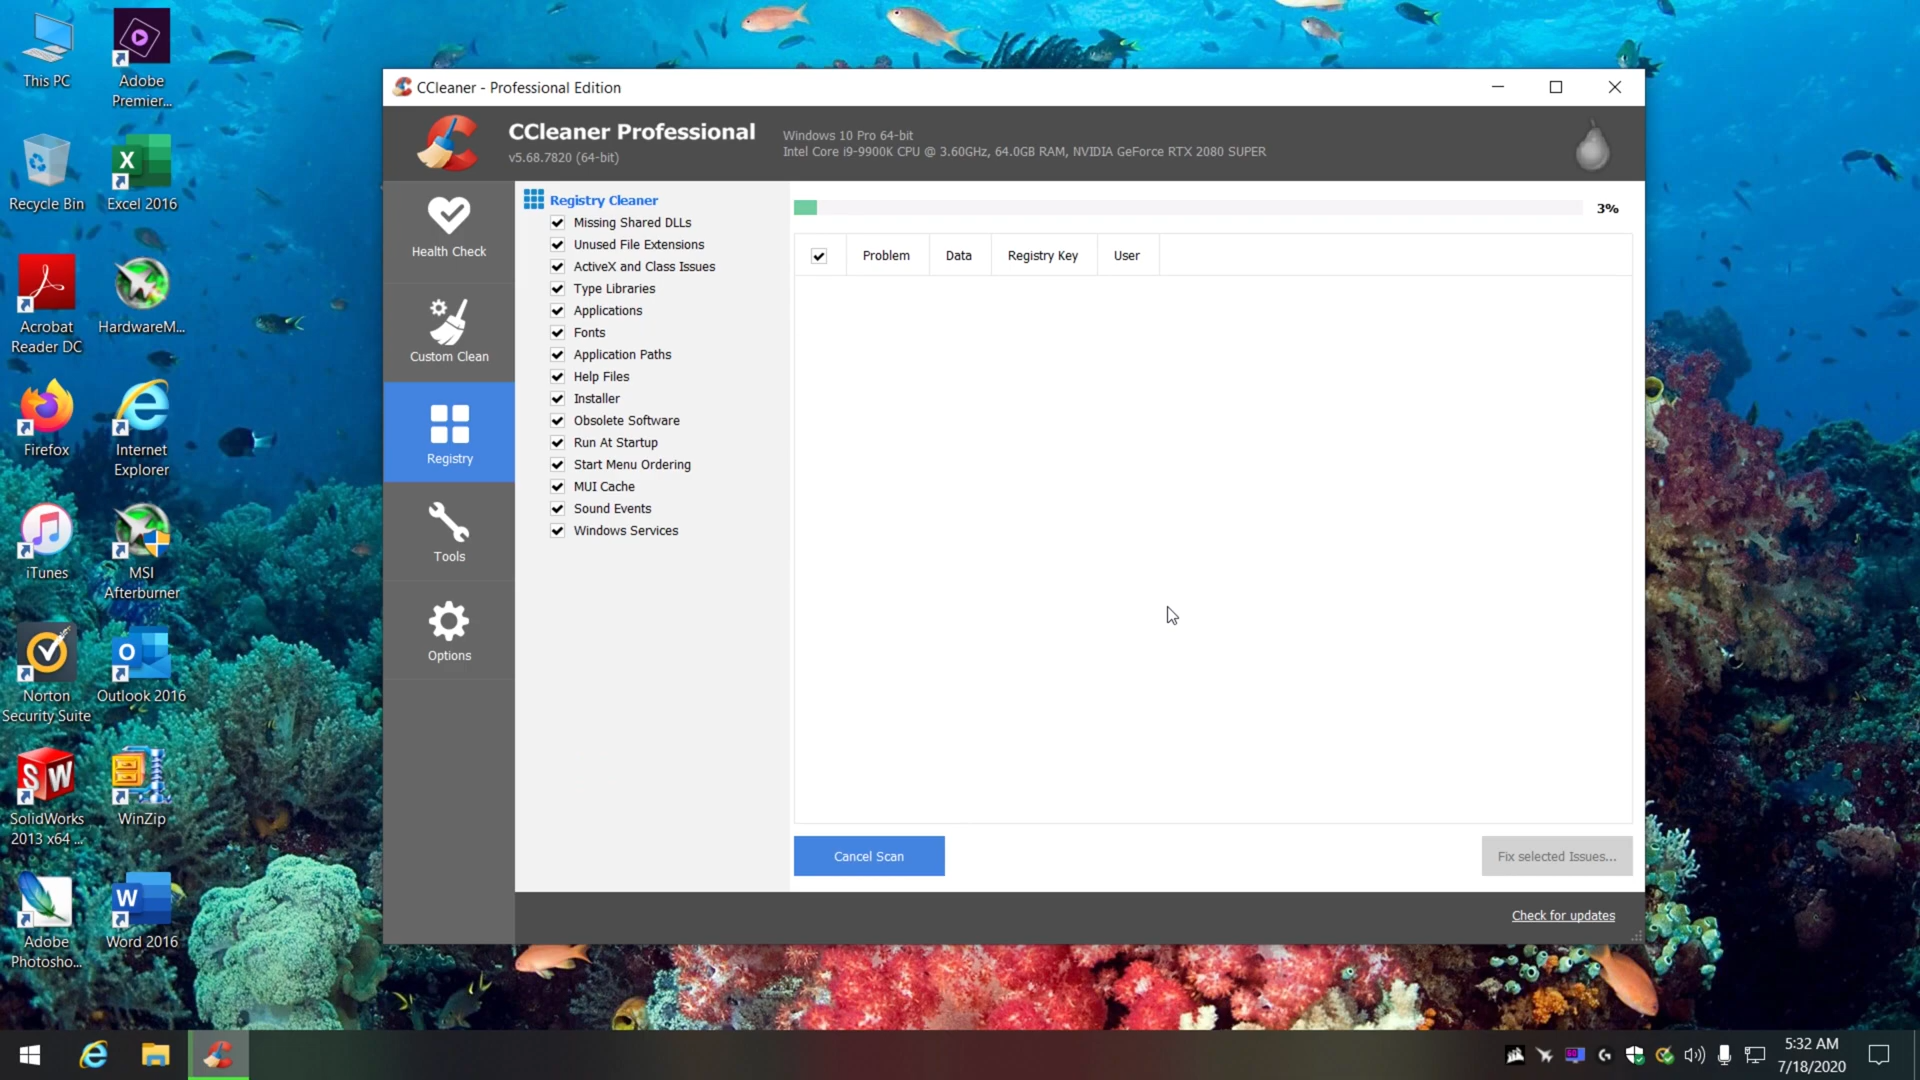 This PC
Adobe
Premier...
Recycle Bin
Excel 2016
Acrobat
Reader DC
HardwareM...
Firefox
Internet
Explorer
iTunes
MSI
Afterburner
Norton
Security Suite
Outlook 2016
SolidWorks
2013 x64 ...
WinZip
Adobe
Photosho...
Word 2016
CCleaner - Professional Edition
CCleaner Professional
v5.68.7820 (64-bit)
Windows 10 Pro 64-bit
Intel Core i9-9900K CPU @ 3.60GHz, 64.0GB RAM, NVIDIA GeForce RTX 2080 SUPER
Health Check
Custom Clean
Registry
Tools
Options
Registry Cleaner
Missing Shared DLLs
Unused File Extensions
ActiveX and Class Issues
Type Libraries
Applications
Fonts
Application Paths
Help Files
Installer
Obsolete Software
Run At Startup
Start Menu Ordering
MUI Cache
Sound Events
Windows Services
3%
Problem Data Registry Key User
Cancel Scan
Fix selected Issues...
Check for updates
5:32 AM
7/18/2020